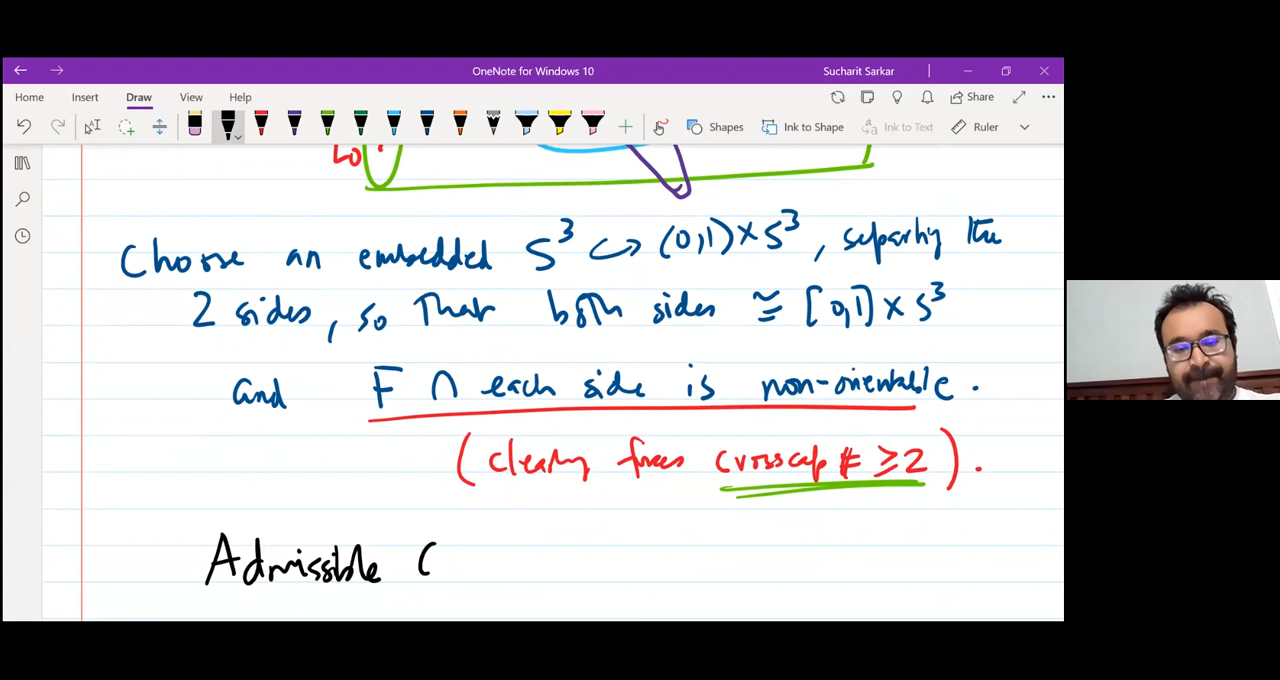 OneNote for Windows 10
Sucharit Sarkar
Home Insert Draw View Help
Share
Shapes
Ink to Shape
Ink to Text
Ruler
L0
Choose an embedded S³ ↪ (0,1) × S³, separating the
2 sides, so that both sides ≅ [0,1] × S³
and F ∩ each side is non-orientable.
(clearly forces crosscap # ≥ 2).
Admissible C